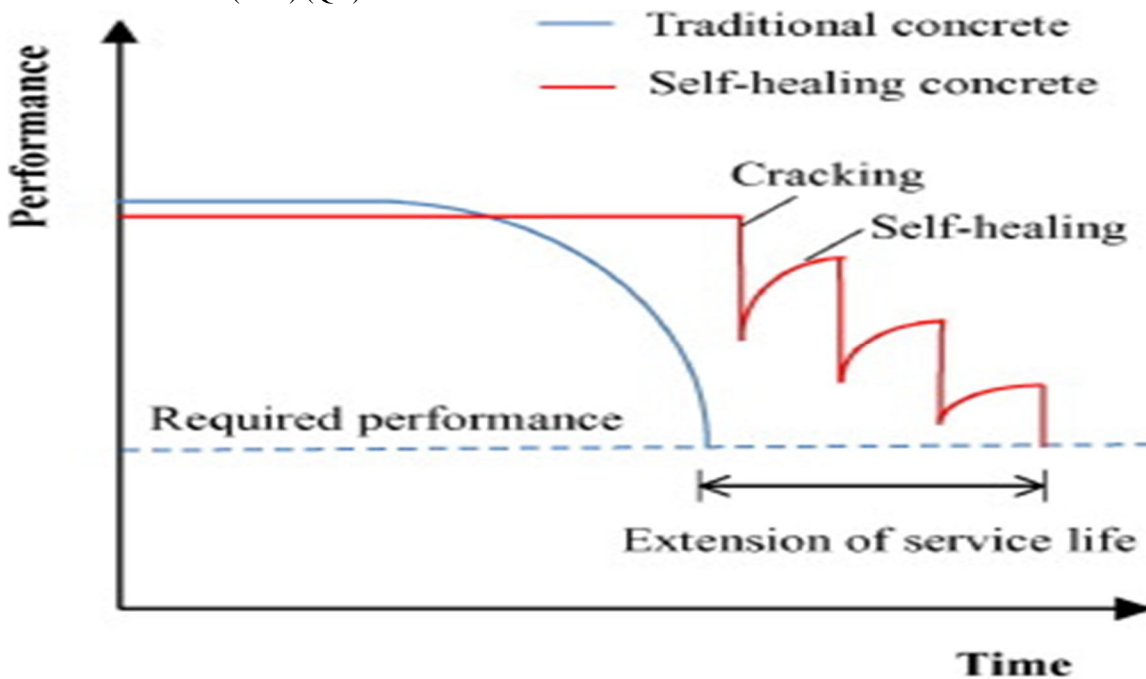 Traditional concrete
Self-healing concrete
Performance
Cracking
Self-healing
Required performance
Extension of service life
Time